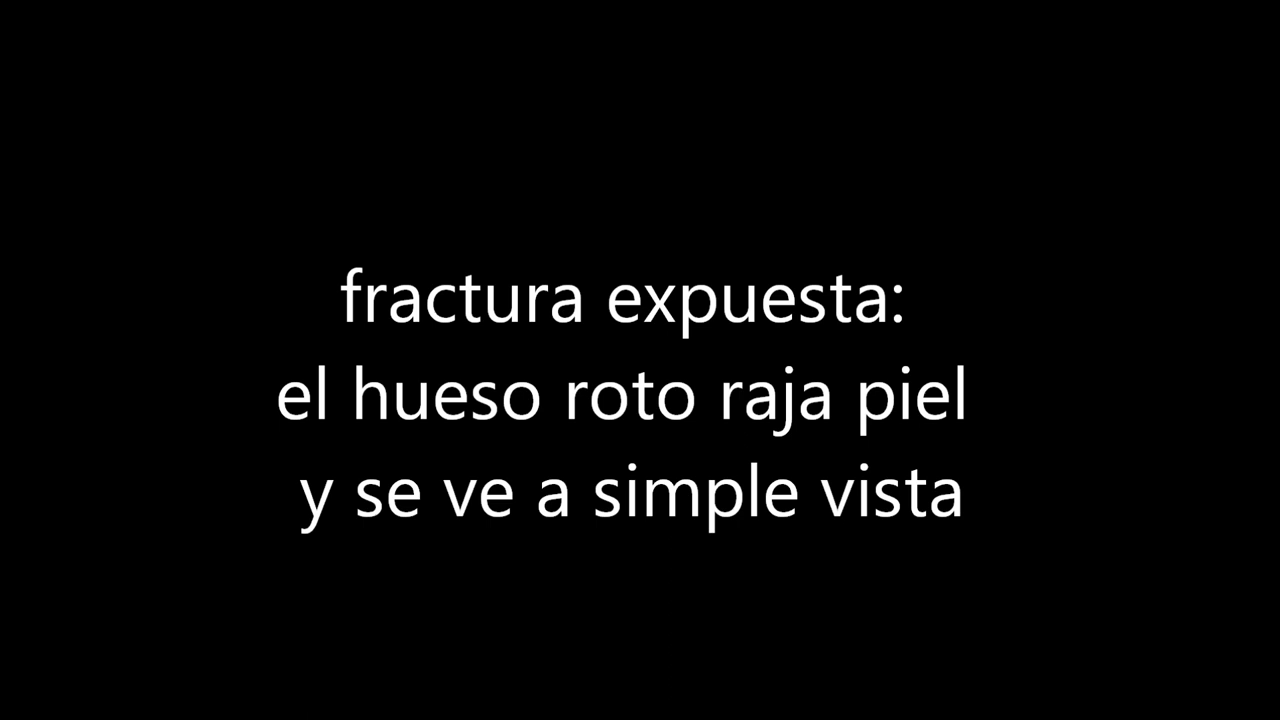 fractura expuesta:
el hueso roto raja piel
y se ve a simple vista